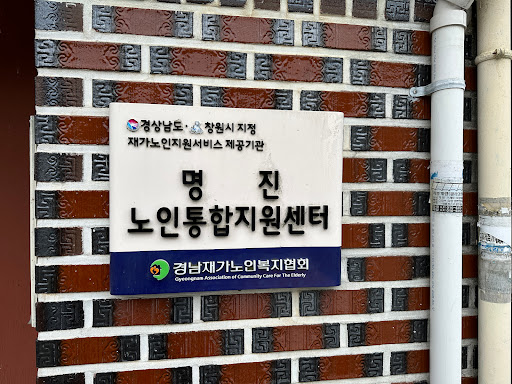 경상남도·창원시 지정
재가노인지원서비스 제공기관
명 진
노인통합지원센터
경남재가노인복지협회
Gyeongnam Association of Community Care For The Elderly